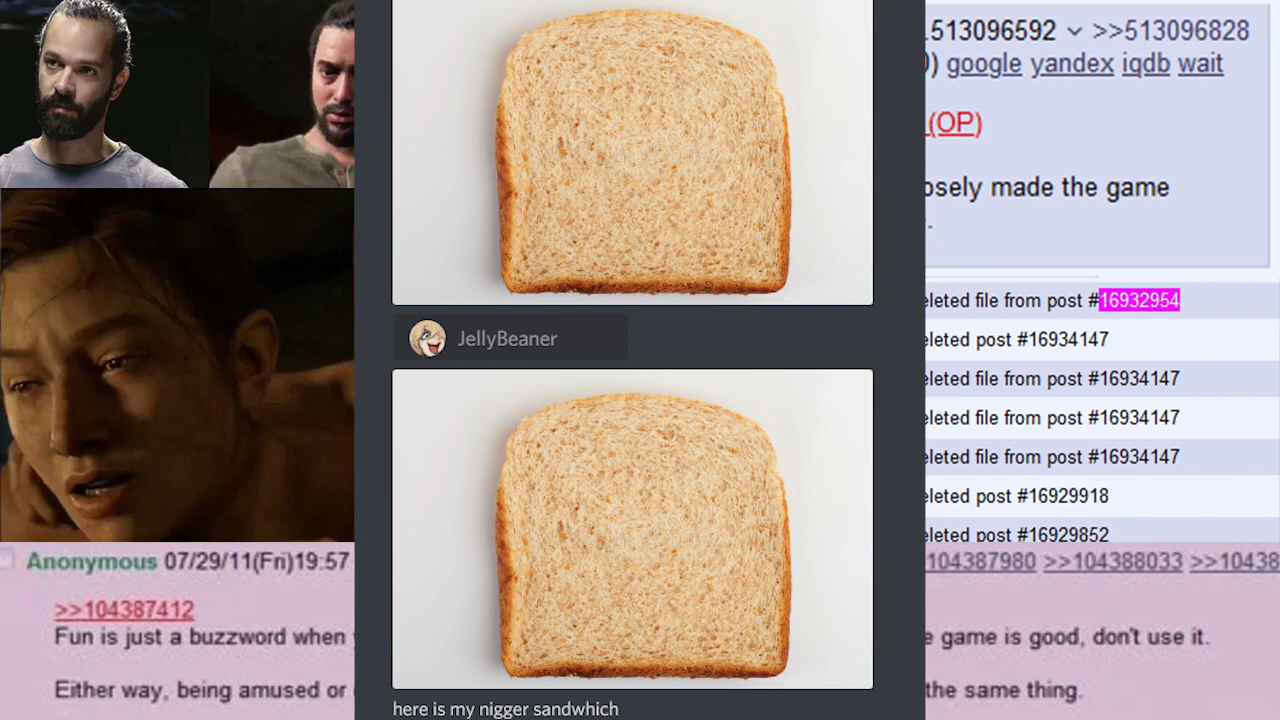 .513096592 >>513096828
) google yandex iqdb wait
(OP)
osely made the game
eleted file from post #16932954
JellyBeaner
eleted post #16934147
eleted file from post #16934147
eleted file from post #16934147
eleted file from post #16934147
eleted post #16929918
eleted post #16929852
Anonymous 07/29/11(Fri)19:57
104387980 >>104388033 >>10438
>>104387412
Fun is just a buzzword when
e game is good, don't use it.
Either way, being amused or
the same thing.
here is my nigger sandwhich